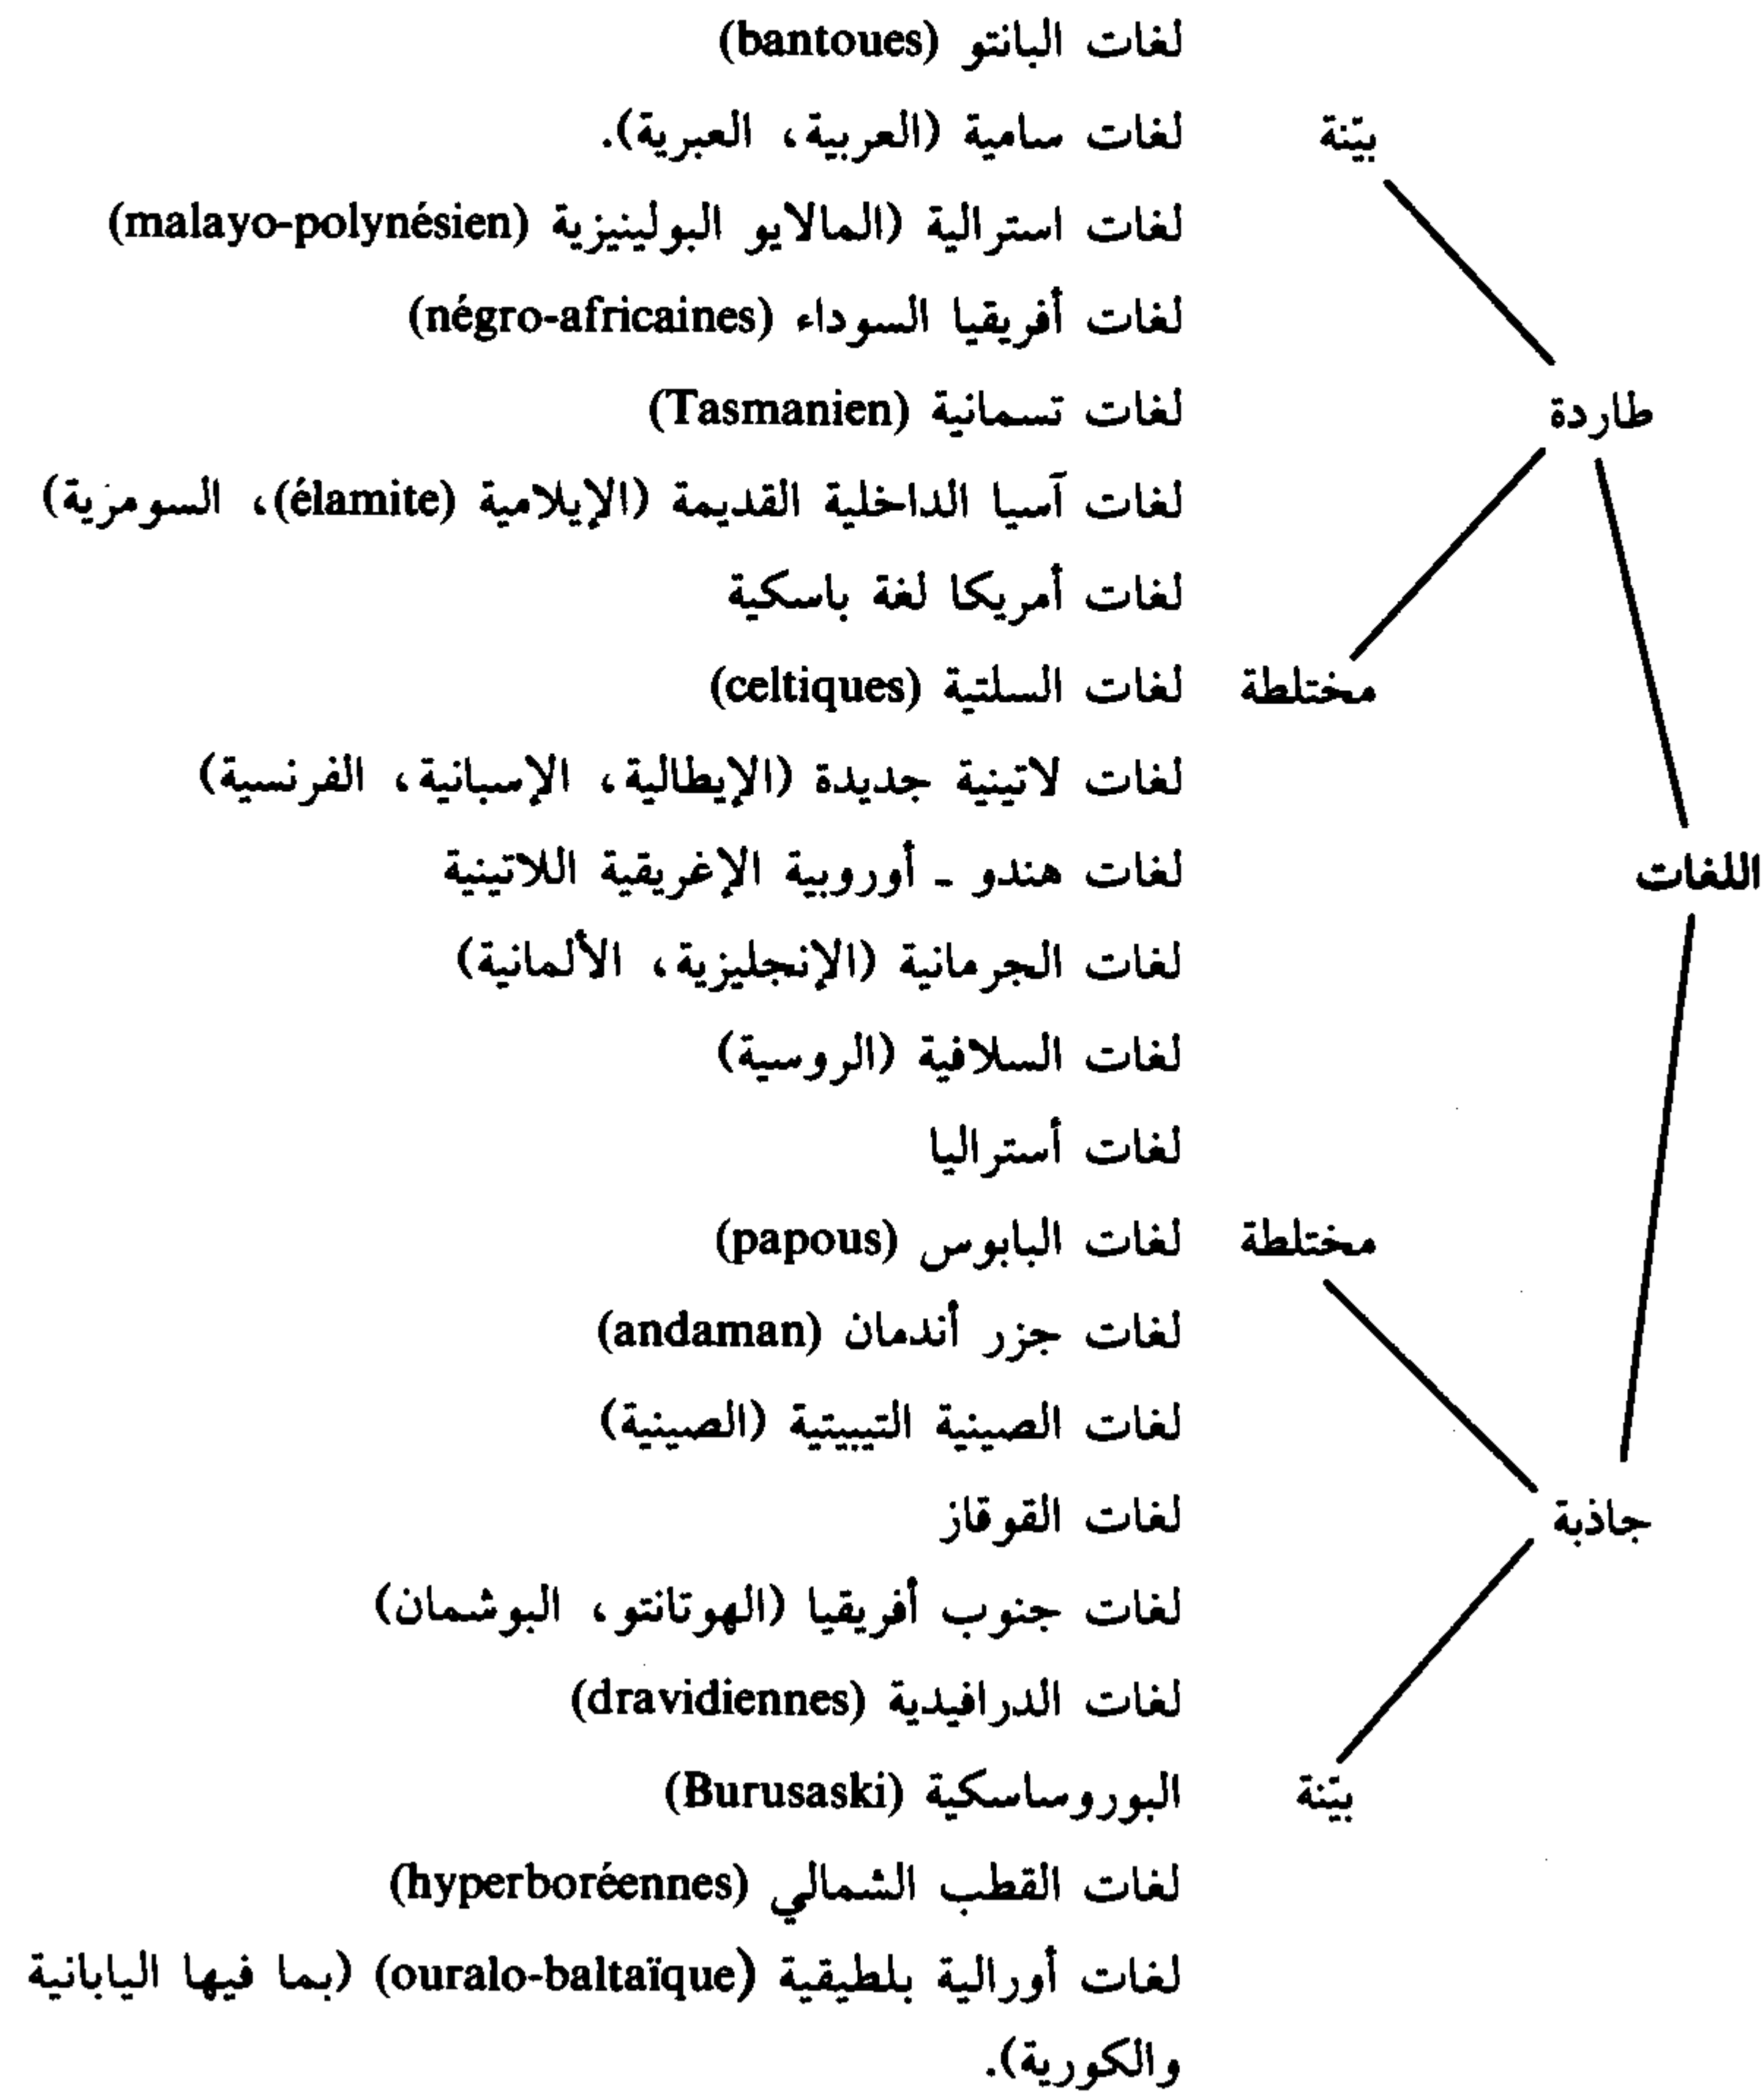 لغات البانتو (bantoues)
بيّنة لغات سامية (العربية، العبرية).
لغات استرالية (المالايو البولينيزية (malayo-polynésien)
لغات أفريقيا السوداء (négro-africaines)
طاردة لغات تسمانية (Tasmanien)
لغات آسيا الداخلية القديمة (الإيلامية (élamite)، السومزية)
لغات أمريكا لغة باسكية
مختلطة لغات السلتية (celtiques)
لغات لاتينية جديدة (الإيطالية، الإسبانية، الفرنسية)
اللغات لغات هندو - أوروبية الإغريقية اللاتينية
لغات الجرمانية (الإنجليزية، الألمانية)
لغات السلافية (الروسية)
لغات أستراليا
مختلطة لغات البابوس (papous)
لغات جزر أندمان (andaman)
لغات الصينية التيبيتية (الصينية)
جاذبة لغات القوقاز
لغات جنوب أفريقيا (الهوتانتو، البوشمان)
لغات الدرافيدية (dravidiennes)
بيّنة البوروساسكية (Burusaski)
لغات القطب الشمالي (hyperboréennes)
لغات أورالية بلطيقية (ouralo-baltaïque) (بما فيها اليابانية
والكورية).